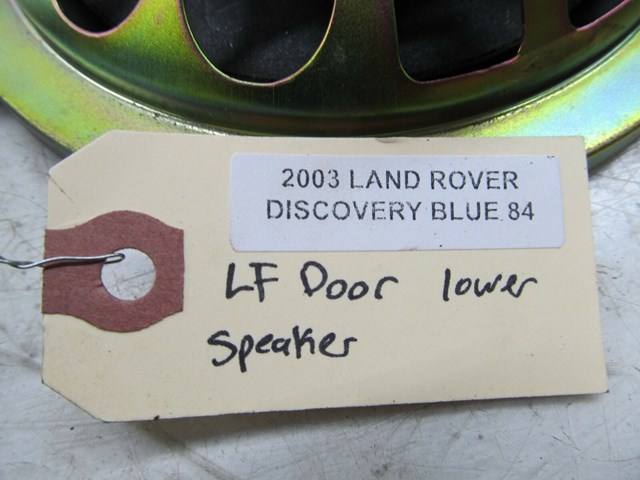 2003 LAND ROVER
DISCOVERY BLUE 84
LF Door lower
Speaker